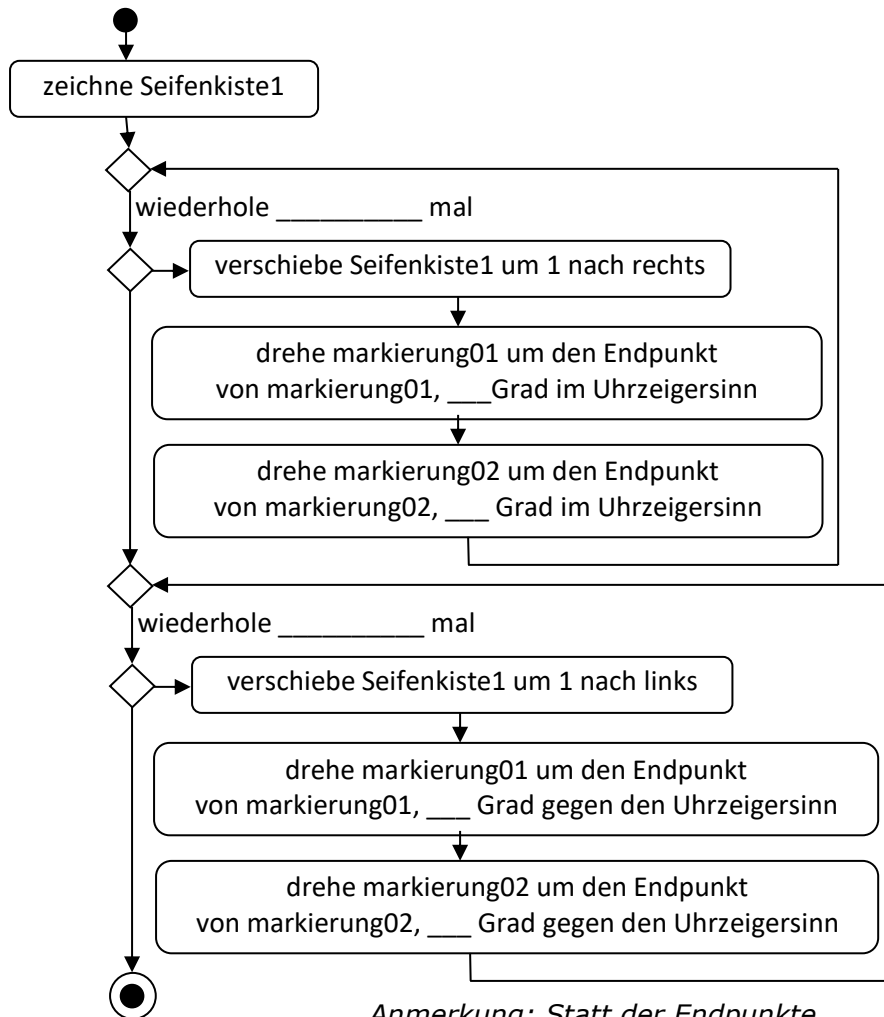 zeichne Seifenkiste1
wiederhole __________ mal
verschiebe Seifenkiste1 um 1 nach rechts
drehe markierung01 um den Endpunkt
von markierung01, ___Grad im Uhrzeigersinn
drehe markierung02 um den Endpunkt
von markierung02, ___ Grad im Uhrzeigersinn
wiederhole __________ mal
verschiebe Seifenkiste1 um 1 nach links
drehe markierung01 um den Endpunkt
von markierung01, ___ Grad gegen den Uhrzeigersinn
drehe markierung02 um den Endpunkt
von markierung02, ___ Grad gegen den Uhrzeigersinn
Anmerkung: Statt der Endpunkte